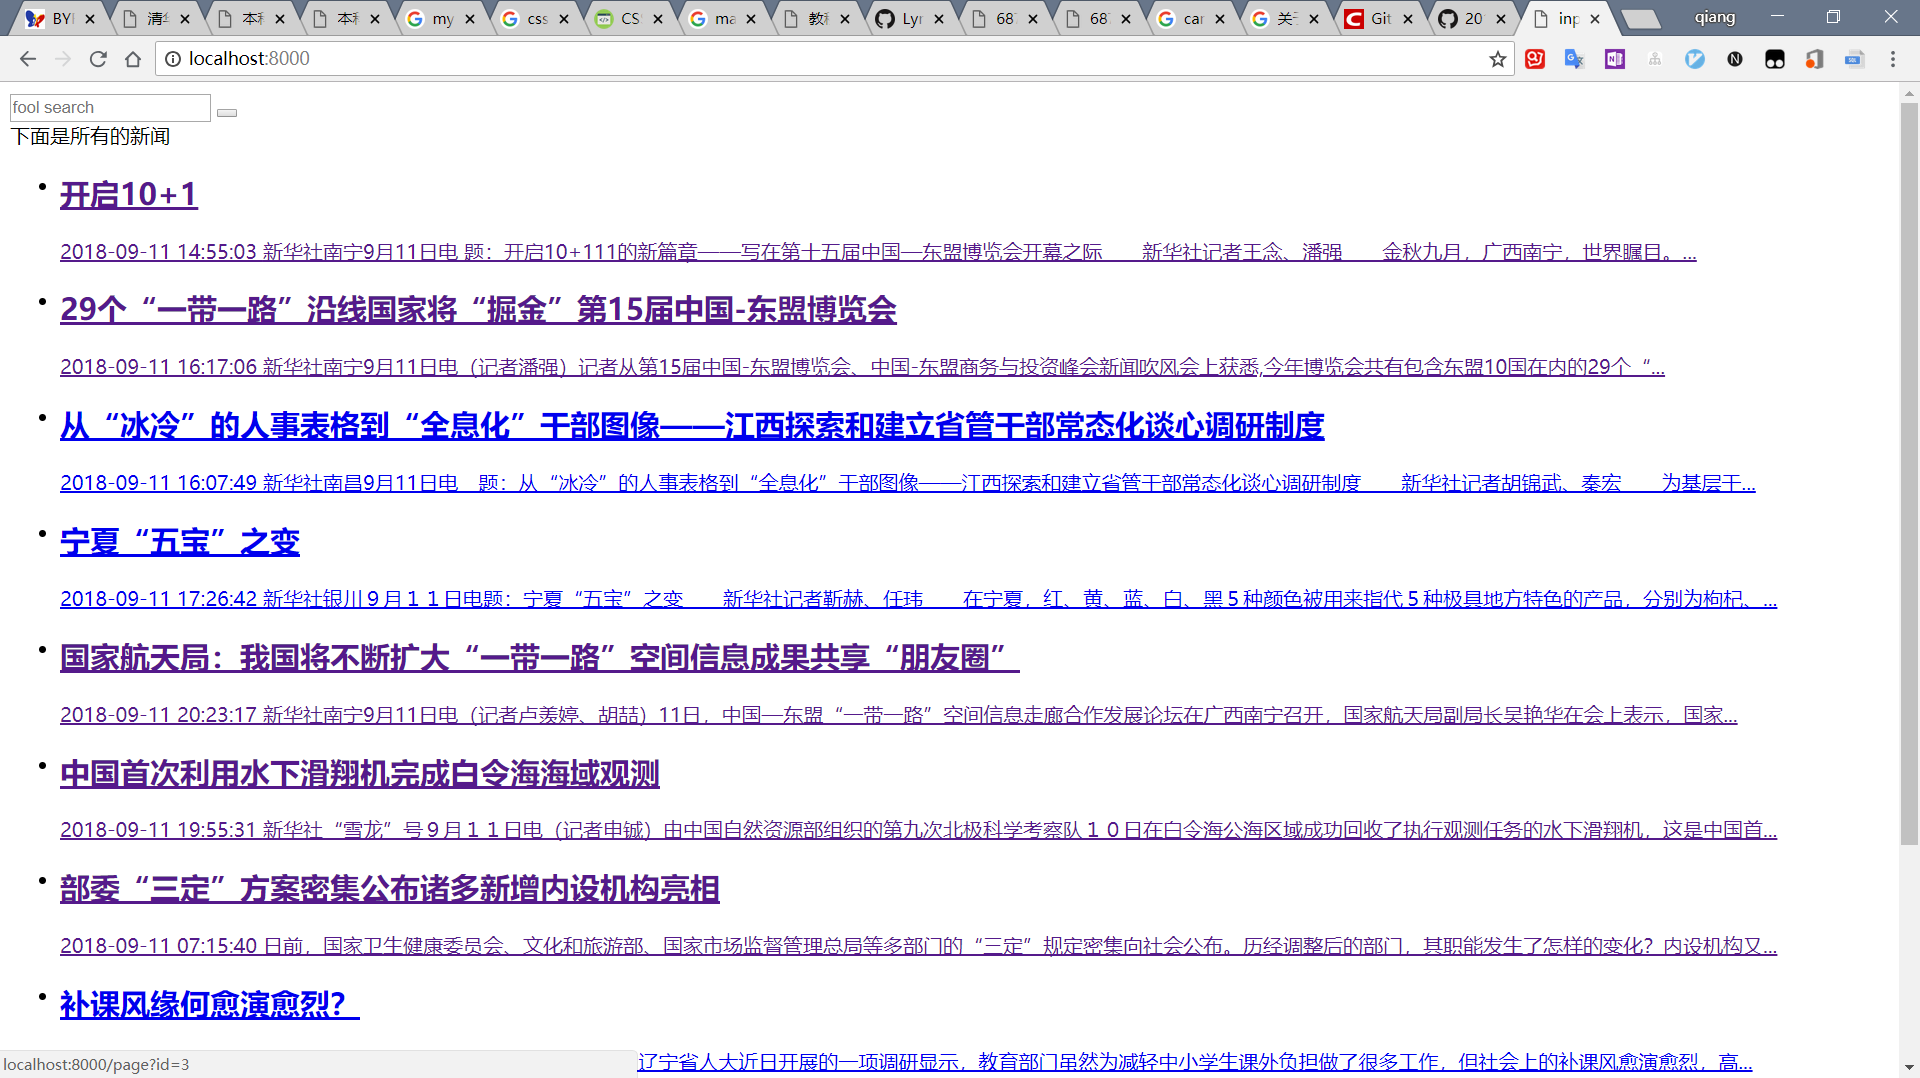 BYI
清华
本科
本科
my
css
CS
ma
教科
Lyn
68
68
car
关于
Git
20
inp
qiang
localhost:8000
fool search
下面是所有的新闻
开启10+1
2018-09-11 14:55:03 新华社南宁9月11日电 题：开启10+111的新篇章——写在第十五届中国—东盟博览会开幕之际　　新华社记者王念、潘强　　金秋九月，广西南宁，世界瞩目。...
29个“一带一路”沿线国家将“掘金”第15届中国-东盟博览会
2018-09-11 16:17:06 新华社南宁9月11日电（记者潘强）记者从第15届中国-东盟博览会、中国-东盟商务与投资峰会新闻吹风会上获悉,今年博览会共有包含东盟10国在内的29个“...
从“冰冷”的人事表格到“全息化”干部图像——江西探索和建立省管干部常态化谈心调研制度
2018-09-11 16:07:49 新华社南昌9月11日电　题：从“冰冷”的人事表格到“全息化”干部图像——江西探索和建立省管干部常态化谈心调研制度　　新华社记者胡锦武、秦宏　　为基层干...
宁夏“五宝”之变
2018-09-11 17:26:42 新华社银川９月１１日电题：宁夏“五宝”之变　　新华社记者靳赫、任玮　　在宁夏，红、黄、蓝、白、黑５种颜色被用来指代５种极具地方特色的产品，分别为枸杞、...
国家航天局：我国将不断扩大“一带一路”空间信息成果共享“朋友圈”
2018-09-11 20:23:17 新华社南宁9月11日电（记者卢羡婷、胡喆）11日，中国—东盟“一带一路”空间信息走廊合作发展论坛在广西南宁召开，国家航天局副局长吴艳华在会上表示，国家...
中国首次利用水下滑翔机完成白令海海域观测
2018-09-11 19:55:31 新华社“雪龙”号９月１１日电（记者申铖）由中国自然资源部组织的第九次北极科学考察队１０日在白令海公海区域成功回收了执行观测任务的水下滑翔机，这是中国首...
部委“三定”方案密集公布诸多新增内设机构亮相
2018-09-11 07:15:40 日前，国家卫生健康委员会、文化和旅游部、国家市场监督管理总局等多部门的“三定”规定密集向社会公布。历经调整后的部门，其职能发生了怎样的变化？内设机构又...
补课风缘何愈演愈烈？
辽宁省人大近日开展的一项调研显示，教育部门虽然为减轻中小学生课外负担做了很多工作，但社会上的补课风愈演愈烈，高...
localhost:8000/page?id=3